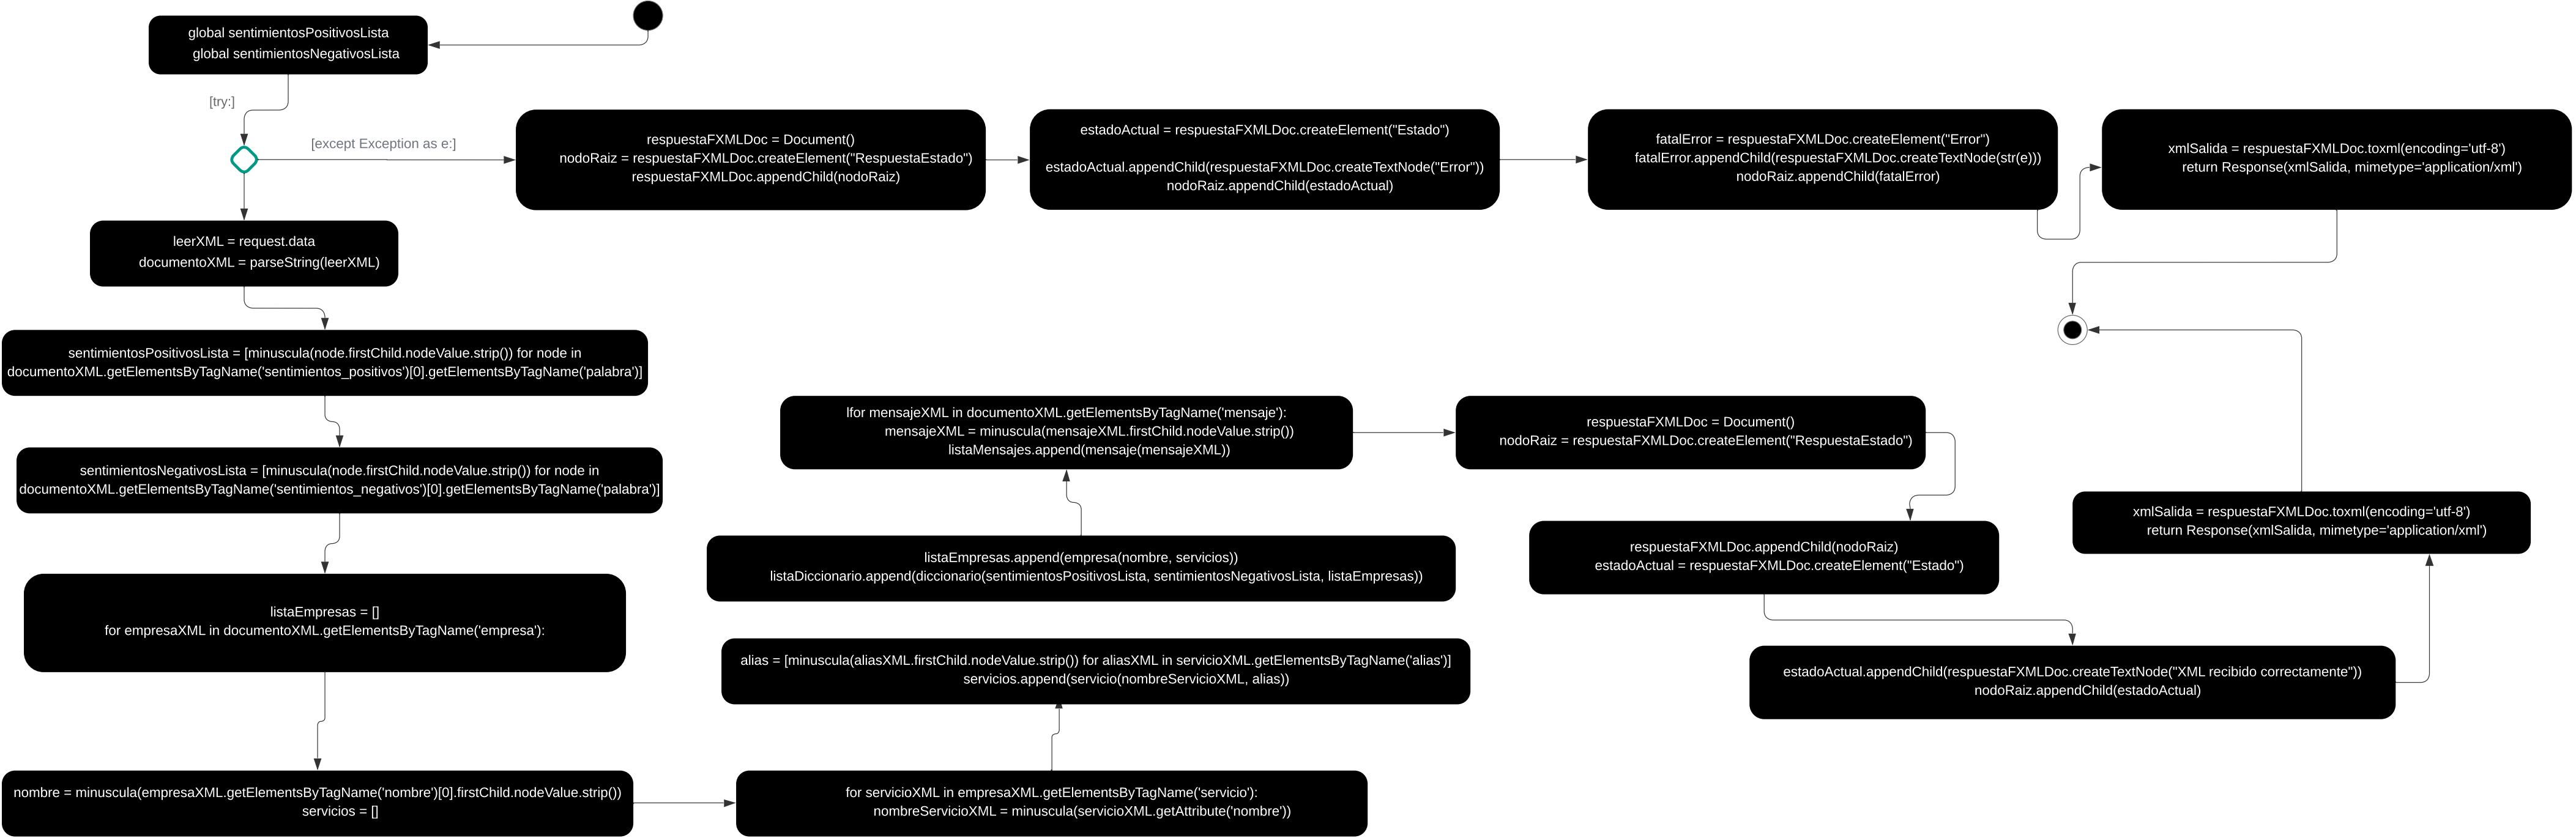 global sentimientosPositivosLista
global sentimientosNegativosLista
[try:]
[except Exception as e:]
respuestaFXMLDoc = Document()
nodoRaiz = respuestaFXMLDoc.createElement("RespuestaEstado")
respuestaFXMLDoc.appendChild(nodoRaiz)
estadoActual = respuestaFXMLDoc.createElement("Estado")
estadoActual.appendChild(respuestaFXMLDoc.createTextNode("Error"))
nodoRaiz.appendChild(estadoActual)
fatalError = respuestaFXMLDoc.createElement("Error")
fatalError.appendChild(respuestaFXMLDoc.createTextNode(str(e)))
nodoRaiz.appendChild(fatalError)
xmlSalida = respuestaFXMLDoc.toxml(encoding='utf-8')
return Response(xmlSalida, mimetype='application/xml')
leerXML = request.data
documentoXML = parseString(leerXML)
sentimientosPositivosLista = [minuscula(node.firstChild.nodeValue.strip()) for node in
documentoXML.getElementsByTagName('sentimientos_positivos')[0].getElementsByTagName('palabra')]
sentimientosNegativosLista = [minuscula(node.firstChild.nodeValue.strip()) for node in
documentoXML.getElementsByTagName('sentimientos_negativos')[0].getElementsByTagName('palabra')]
listaEmpresas = []
for empresaXML in documentoXML.getElementsByTagName('empresa'):
nombre = minuscula(empresaXML.getElementsByTagName('nombre')[0].firstChild.nodeValue.strip())
servicios = []
for servicioXML in empresaXML.getElementsByTagName('servicio'):
nombreServicioXML = minuscula(servicioXML.getAttribute('nombre'))
alias = [minuscula(aliasXML.firstChild.nodeValue.strip()) for aliasXML in servicioXML.getElementsByTagName('alias')]
servicios.append(servicio(nombreServicioXML, alias))
listaEmpresas.append(empresa(nombre, servicios))
listaDiccionario.append(diccionario(sentimientosPositivosLista, sentimientosNegativosLista, listaEmpresas))
lfor mensajeXML in documentoXML.getElementsByTagName('mensaje'):
mensajeXML = minuscula(mensajeXML.firstChild.nodeValue.strip())
listaMensajes.append(mensaje(mensajeXML))
respuestaFXMLDoc = Document()
nodoRaiz = respuestaFXMLDoc.createElement("RespuestaEstado")
respuestaFXMLDoc.appendChild(nodoRaiz)
estadoActual = respuestaFXMLDoc.createElement("Estado")
estadoActual.appendChild(respuestaFXMLDoc.createTextNode("XML recibido correctamente"))
nodoRaiz.appendChild(estadoActual)
xmlSalida = respuestaFXMLDoc.toxml(encoding='utf-8')
return Response(xmlSalida, mimetype='application/xml')